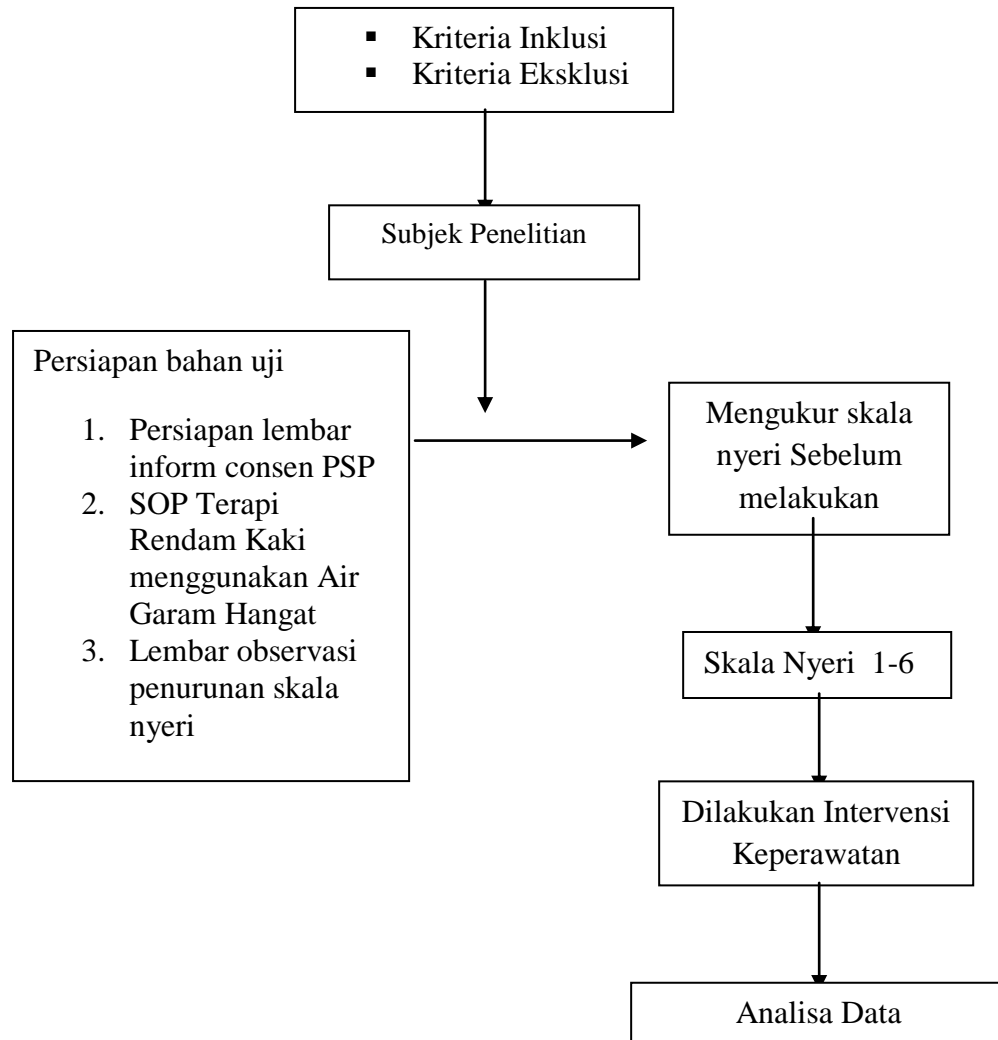 ▪ Kriteria Inklusi
▪ Kriteria Eksklusi
Subjek Penelitian
Persiapan bahan uji
1. Persiapan lembar
inform consen PSP
2. SOP Terapi
Rendam Kaki
menggunakan Air
Garam Hangat
3. Lembar observasi
penurunan skala
nyeri
Mengukur skala
nyeri Sebelum
melakukan
Skala Nyeri 1-6
Dilakukan Intervensi
Keperawatan
Analisa Data